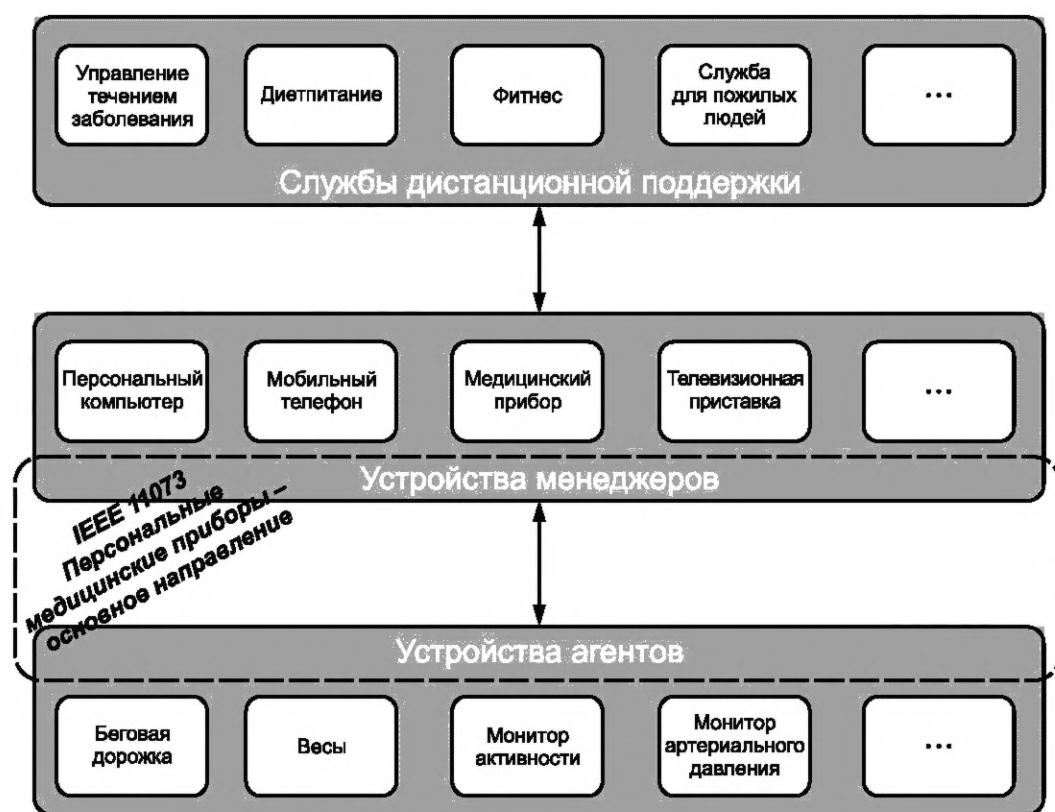 Управление
течением
заболевания
Диетпитание
Фитнес
Служба
для пожилых
людей
...
Службы дистанционной поддержки
Персональный
компьютер
Мобильный
телефон
Медицинский
прибор
Телевизионная
приставка
...
Устройства менеджеров
IEEE 11073
Персональные
медицинские приборы –
основное направление
Устройства агентов
Беговая
дорожка
Весы
Монитор
активности
Монитор
артериального
давления
...